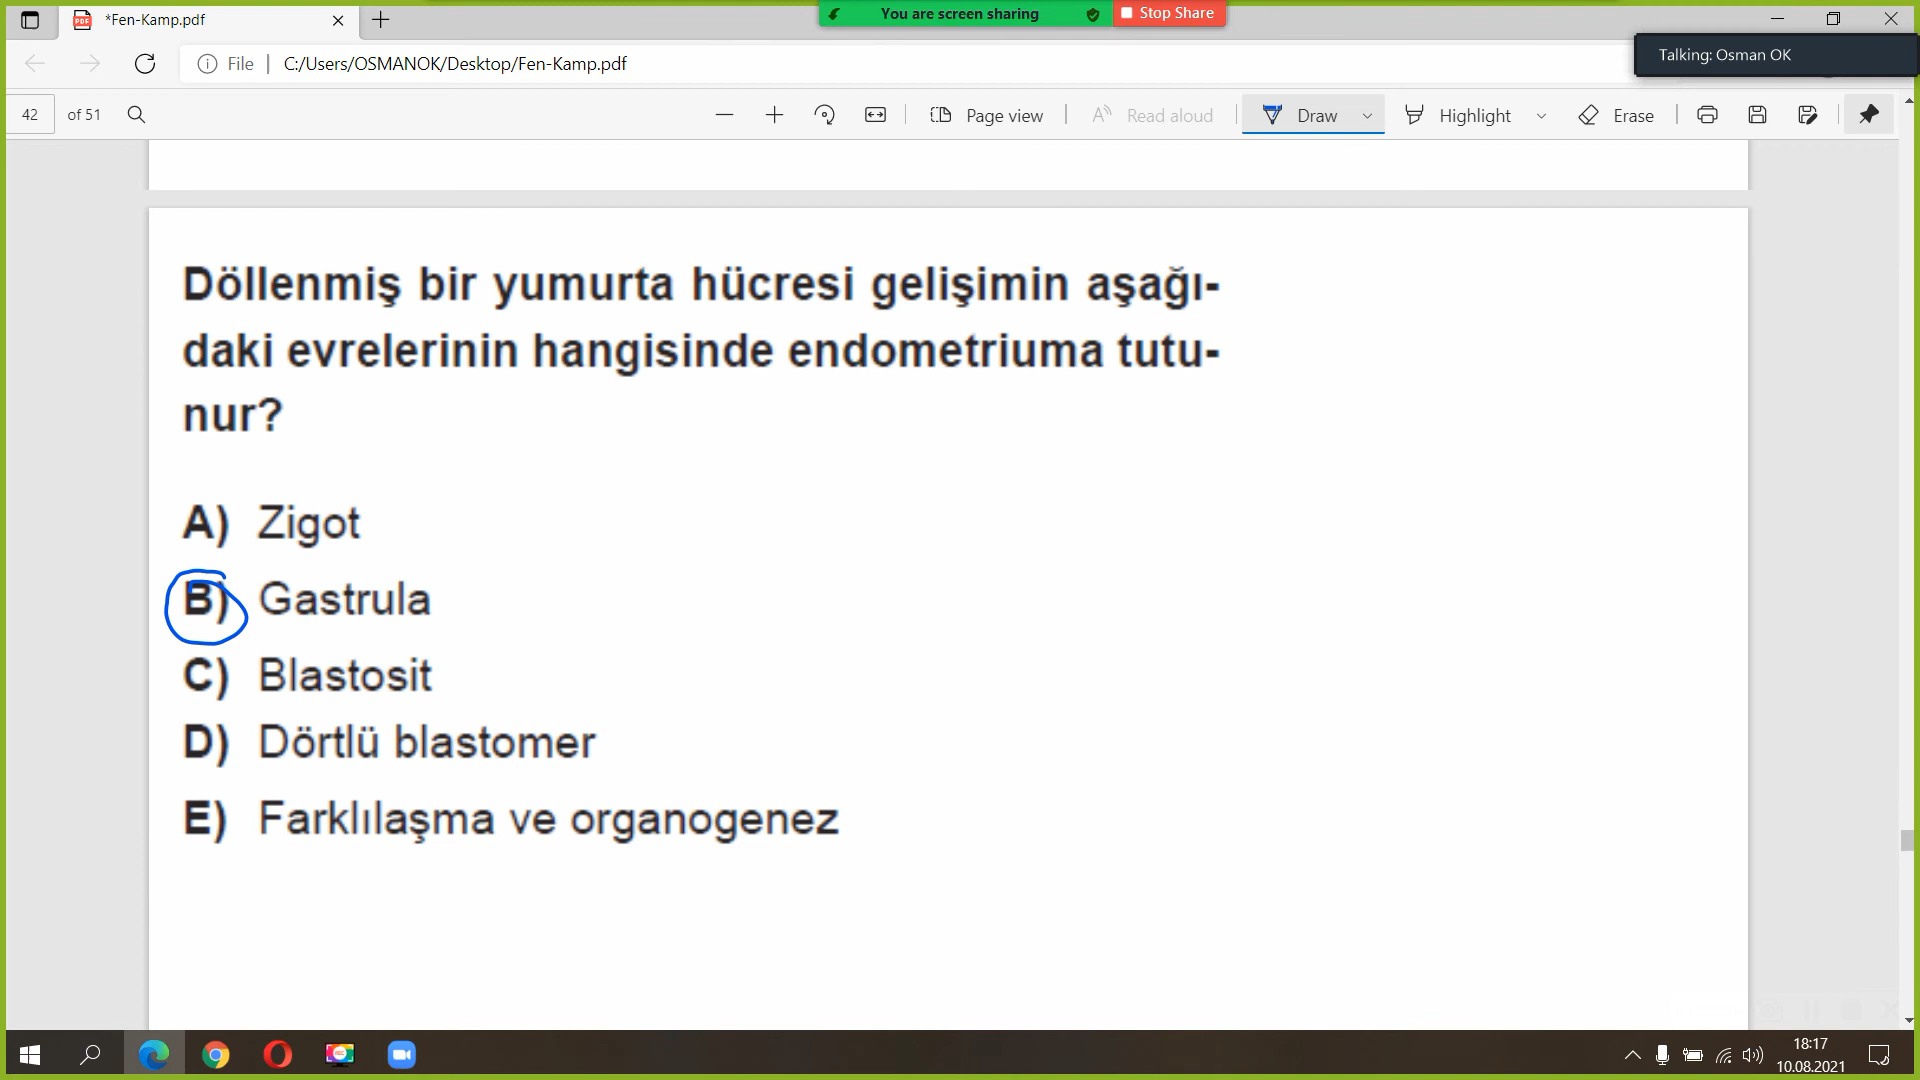 *Fen-Kamp.pdf
You are screen sharing
Stop Share
File
C:/Users/OSMANOK/Desktop/Fen-Kamp.pdf
Talking: Osman OK
42 of 51
Page view
Read aloud
Draw
Highlight
Erase
Döllenmiş bir yumurta hücresi gelişimin aşağı-
daki evrelerinin hangisinde endometriuma tutu-
nur?
A) Zigot
B) Gastrula
C) Blastosit
D) Dörtlü blastomer
E) Farklılaşma ve organogenez
18:17
10.08.2021